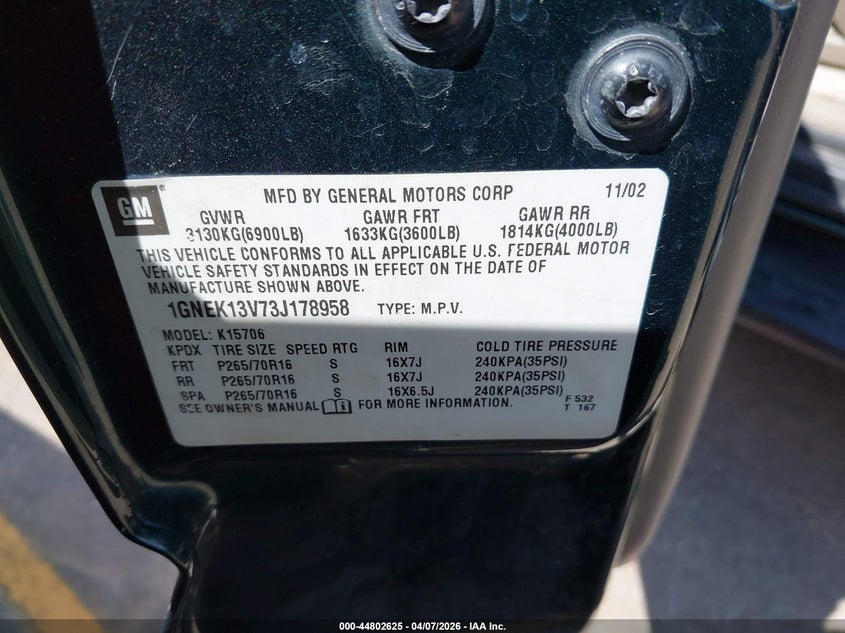 GM ® MFD BY GENERAL MOTORS CORP 11/02
GVWR GAWR FRT GAWR RR
3130KG(6900LB) 1633KG(3600LB) 1814KG(4000LB)
THIS VEHICLE CONFORMS TO ALL APPLICABLE U.S. FEDERAL MOTOR
VEHICLE SAFETY STANDARDS IN EFFECT ON THE DATE OF
MANUFACTURE SHOWN ABOVE.
1GNEK13V73J178958 TYPE: M.P.V.
MODEL: K15706
KPDX TIRE SIZE SPEED RTG RIM COLD TIRE PRESSURE
FRT P265/70R16 S 16X7J 240KPA(35PSI)
RR P265/70R16 S 16X7J 240KPA(35PSI)
SPA P265/70R16 S 16X6.5J 240KPA(35PSI)
SEE OWNER'S MANUAL FOR MORE INFORMATION. F 532
T 167
000-44802625 - 04/07/2026 - IAA Inc.